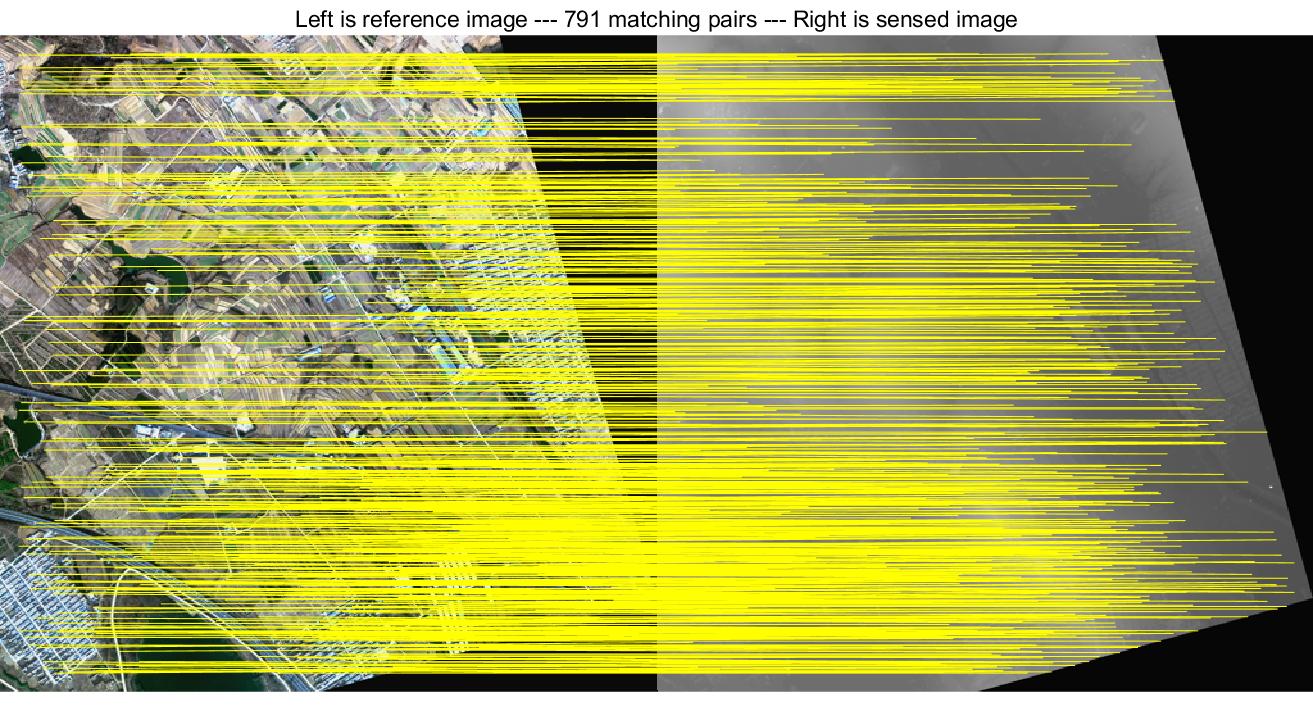 Left is reference image --- 791 matching pairs --- Right is sensed image